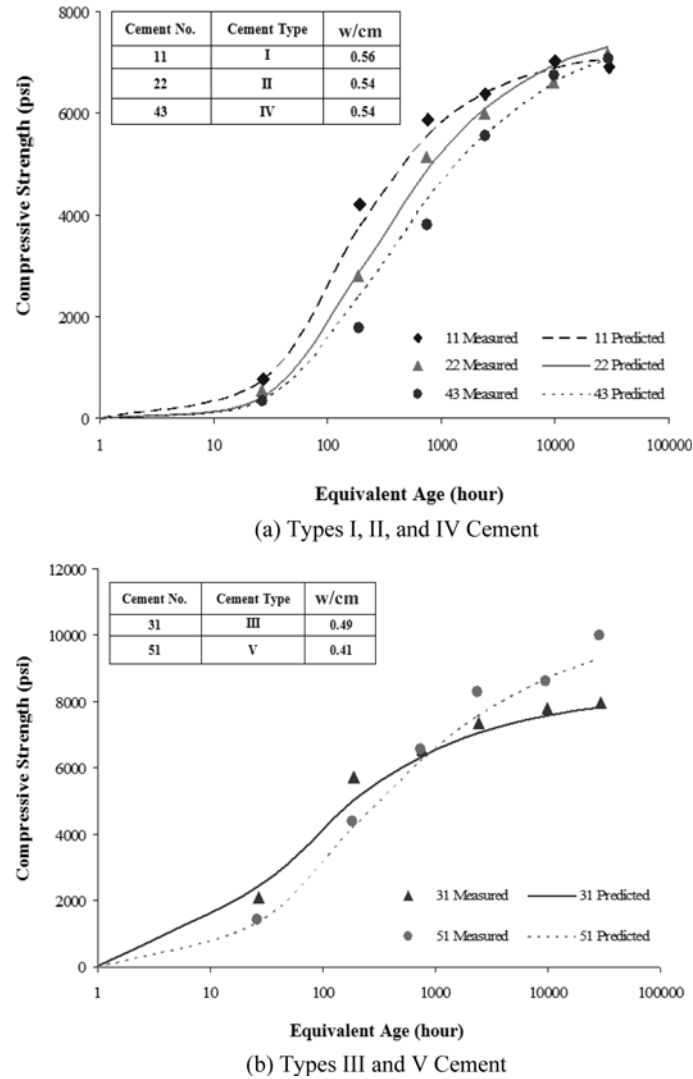 8000
6000
4000
2000
0
Compressive Strength (psi)
Cement No. Cement Type w/cm
11 I 0.56
22 II 0.54
43 IV 0.54
11 Measured 11 Predicted
22 Measured 22 Predicted
43 Measured 43 Predicted
1 10 100 1000 10000 100000
Equivalent Age (hour)
(a) Types I, II, and IV Cement
12000
10000
8000
6000
4000
2000
0
Compressive Strength (psi)
Cement No. Cement Type w/cm
31 III 0.49
51 V 0.41
31 Measured 31 Predicted
51 Measured 51 Predicted
1 10 100 1000 10000 100000
Equivalent Age (hour)
(b) Types III and V Cement